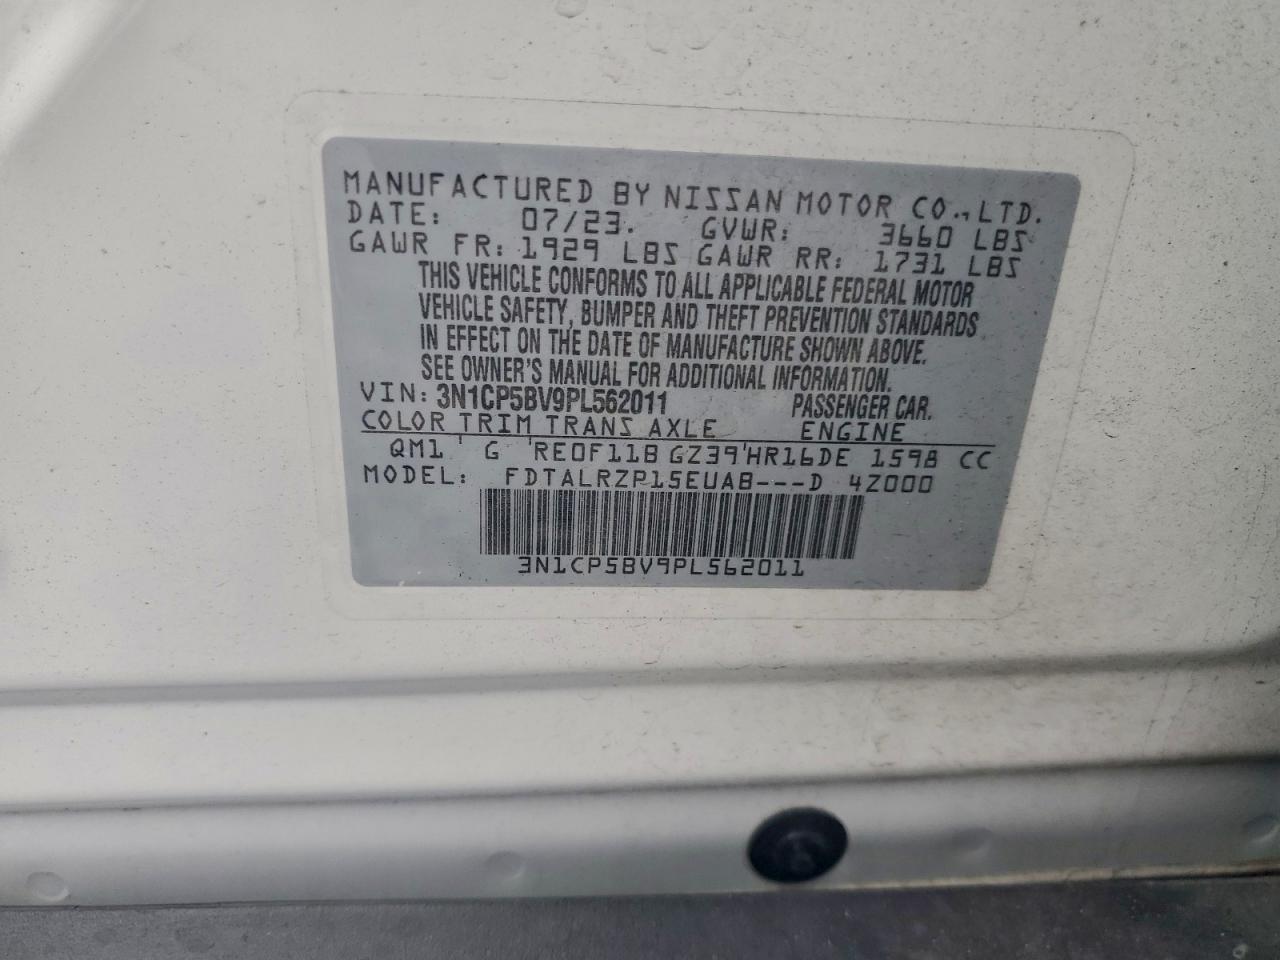 MANUFACTURED BY NISSAN MOTOR CO., LTD.
DATE: 07/23. GVWR: 3660 LBS
GAWR FR: 1929 LBS GAWR RR: 1731 LBS
THIS VEHICLE CONFORMS TO ALL APPLICABLE FEDERAL MOTOR
VEHICLE SAFETY, BUMPER AND THEFT PREVENTION STANDARDS
IN EFFECT ON THE DATE OF MANUFACTURE SHOWN ABOVE.
SEE OWNER'S MANUAL FOR ADDITIONAL INFORMATION.
VIN: 3N1CP5BV9PL562011 PASSENGER CAR.
COLOR TRIM TRANS AXLE ENGINE
QM1 ' G ' RE0F11B GZ39'HR16DE 1598 CC
MODEL: FDTALRZP15EUAB---D 4Z000
3N1CP5BV9PL562011